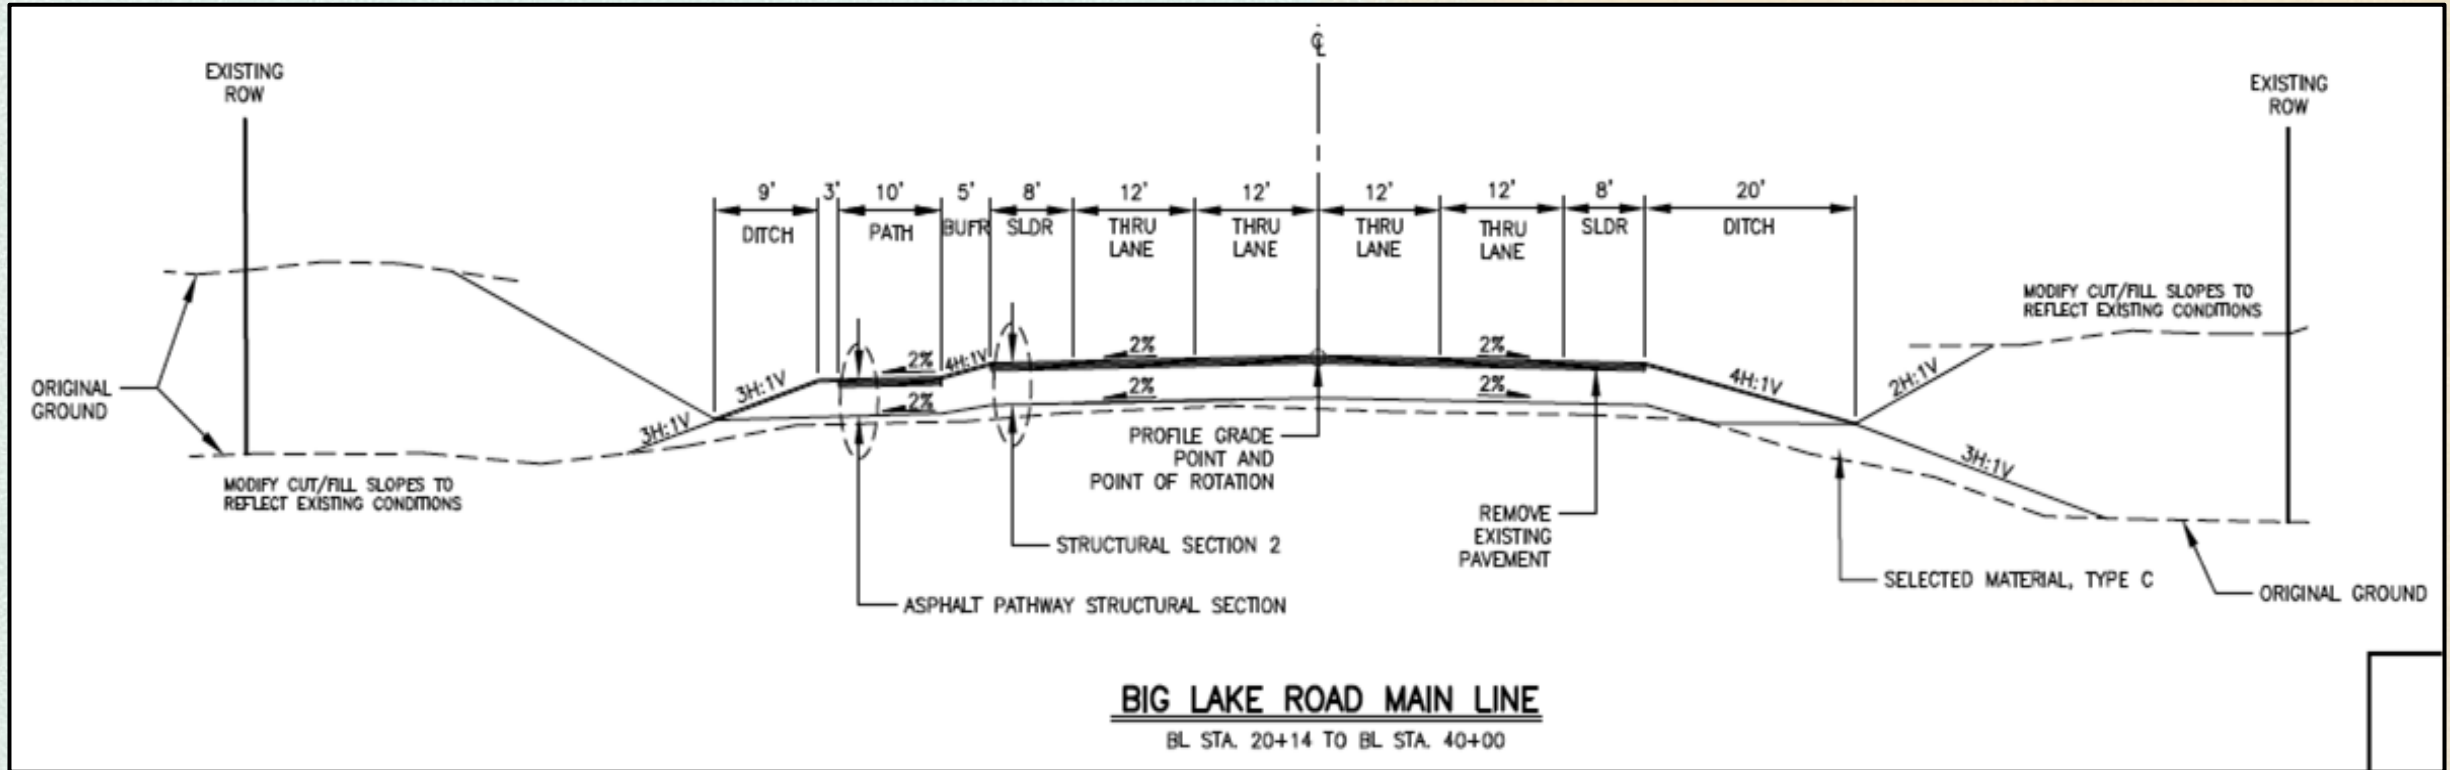 ℄
EXISTING
ROW
EXISTING
ROW
9'
3'
10'
5'
8'
12'
12'
12'
12'
8'
20'
DITCH
PATH
BUFR
SLDR
THRU
LANE
THRU
LANE
THRU
LANE
THRU
LANE
SLDR
DITCH
MODIFY CUT/FILL SLOPES TO
REFLECT EXISTING CONDITIONS
2%
4H:1V
2%
2%
3H:1V
4H:1V
2H:1V
ORIGINAL
GROUND
2%
2%
2%
3H:1V
3H:1V
PROFILE GRADE
POINT AND
POINT OF ROTATION
MODIFY CUT/FILL SLOPES TO
REFLECT EXISTING CONDITIONS
REMOVE
EXISTING
PAVEMENT
STRUCTURAL SECTION 2
SELECTED MATERIAL, TYPE C
ORIGINAL GROUND
ASPHALT PATHWAY STRUCTURAL SECTION
BIG LAKE ROAD MAIN LINE
BL STA. 20+14 TO BL STA. 40+00